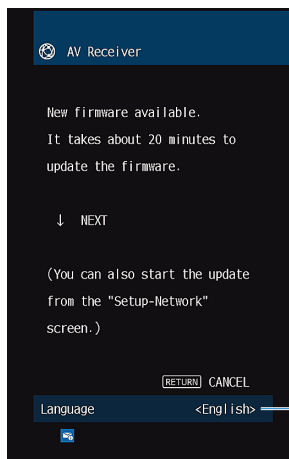 AV Receiver
New firmware available.
It takes about 20 minutes to
update the firmware.
↓ NEXT
(You can also start the update
from the "Setup-Network"
screen.)
RETURN CANCEL
Language <English>